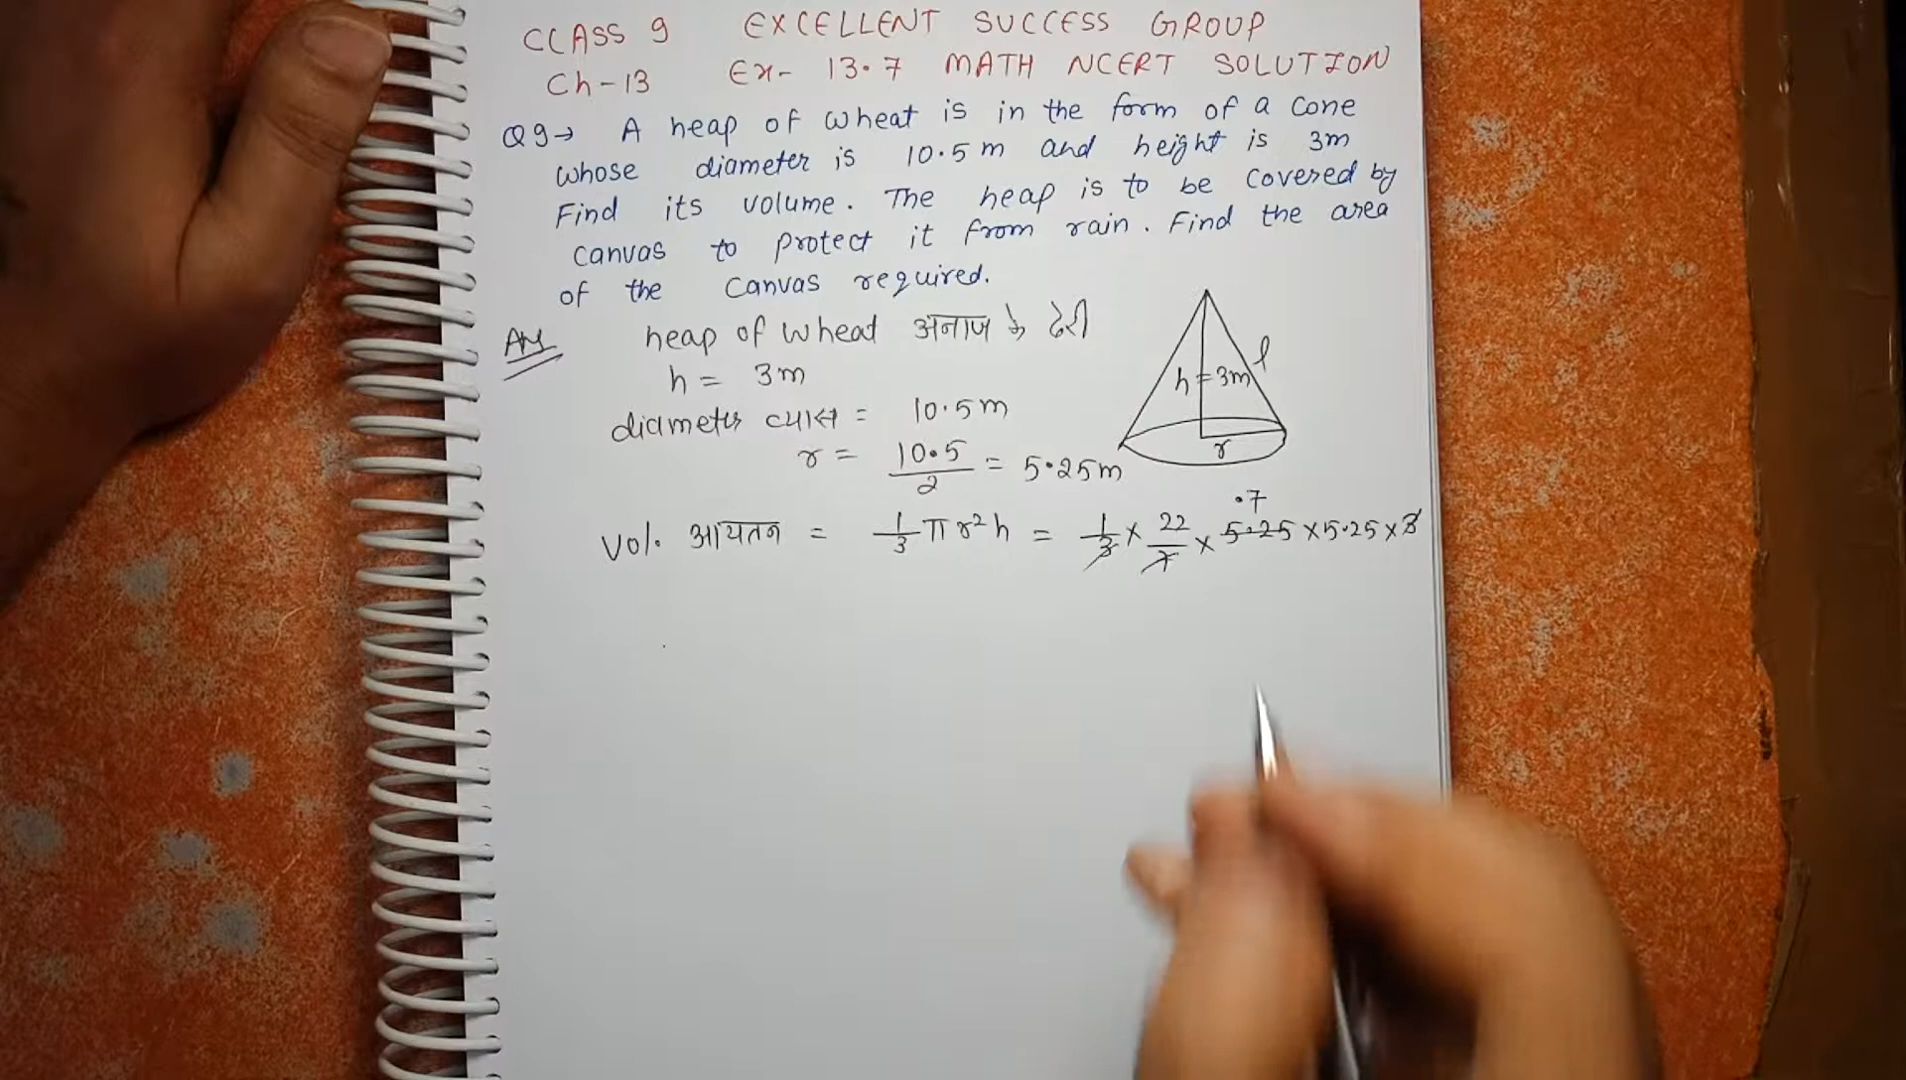 CLASS 9 EXCELLENT SUCCESS GROUP
Ch-13 Ex- 13.7 MATH NCERT SOLUTION
Q9→ A heap of wheat is in the form of a cone
whose diameter is 10.5 m and height is 3m
Find its volume. The heap is to be covered by
canvas to protect it from rain. Find the area
of the canvas required.
Ans heap of wheat अनाज के ढेरी
h = 3m
diameter व्यास = 10.5 m
r = 10.5/2 = 5.25m
h = 3m
l
r
.7
Vol. आयतन = 1/3 π r² h = 1/3 × 22/7 × 5.25 × 5.25 × 3